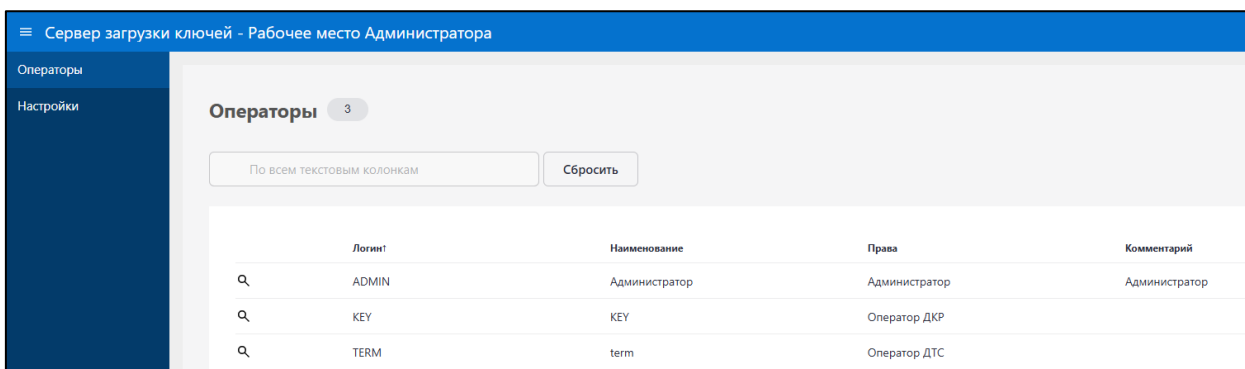 Сервер загрузки ключей - Рабочее место Администратора
Операторы
Настройки
Операторы 3
По всем текстовым колонкам Сбросить
Логин↑ Наименование Права Комментарий
ADMIN Администратор Администратор Администратор
KEY KEY Оператор ДКР
TERM term Оператор ДТС